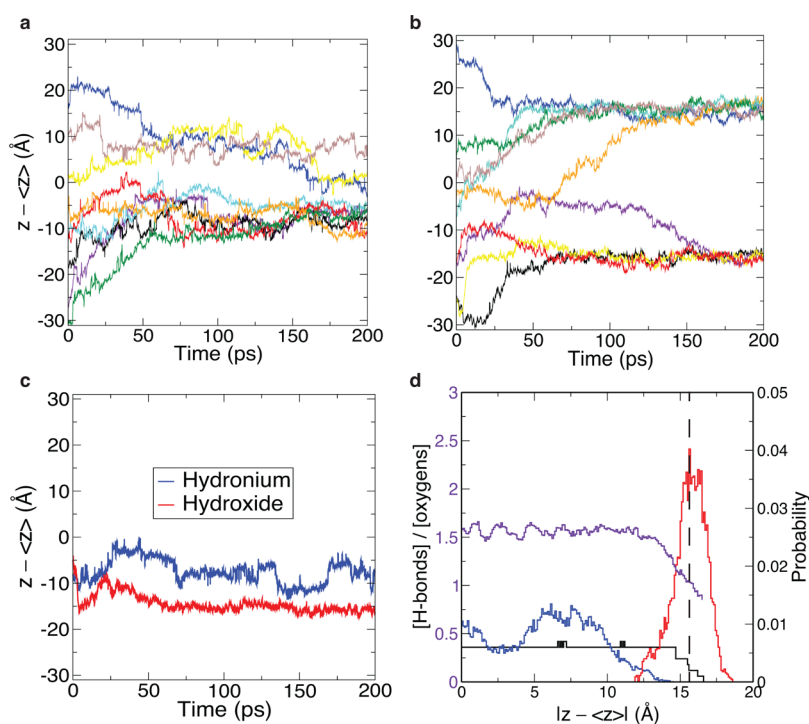 a
30
20
10
0
-10
-20
-30
z – <z> (Å)
0 50 100 150 200
Time (ps)
b
30
20
10
0
-10
-20
-30
0 50 100 150 200
Time (ps)
c
30
20
10
0
-10
-20
-30
z – <z> (Å)
Hydronium
Hydroxide
0 50 100 150 200
Time (ps)
d
3
2.5
2
1.5
1
0.5
0
[H-bonds] / [oxygens]
0.05
0.04
0.03
0.02
0.01
0
Probability
0 5 10 15 20
|z – <z>| (Å)